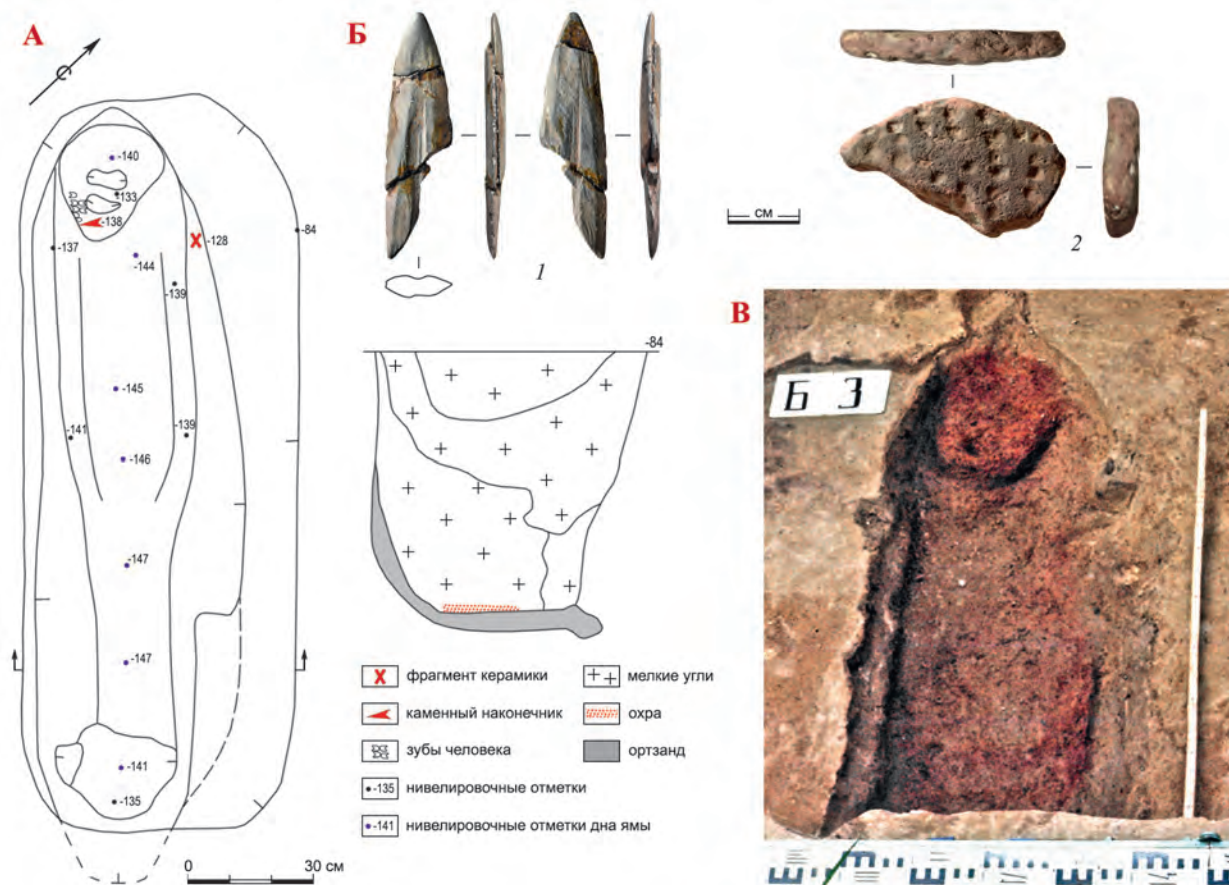 А
С
-140
-133
-138
-137
-128
-84
-144
-139
-145
-141
-139
-146
-147
-147
-141
-135
0 30 см
Б
1
см
2
-84
фрагмент керамики
каменный наконечник
зубы человека
-135 нивелировочные отметки
-141 нивелировочные отметки дна ямы
мелкие угли
охра
ортзанд
В
Б 3